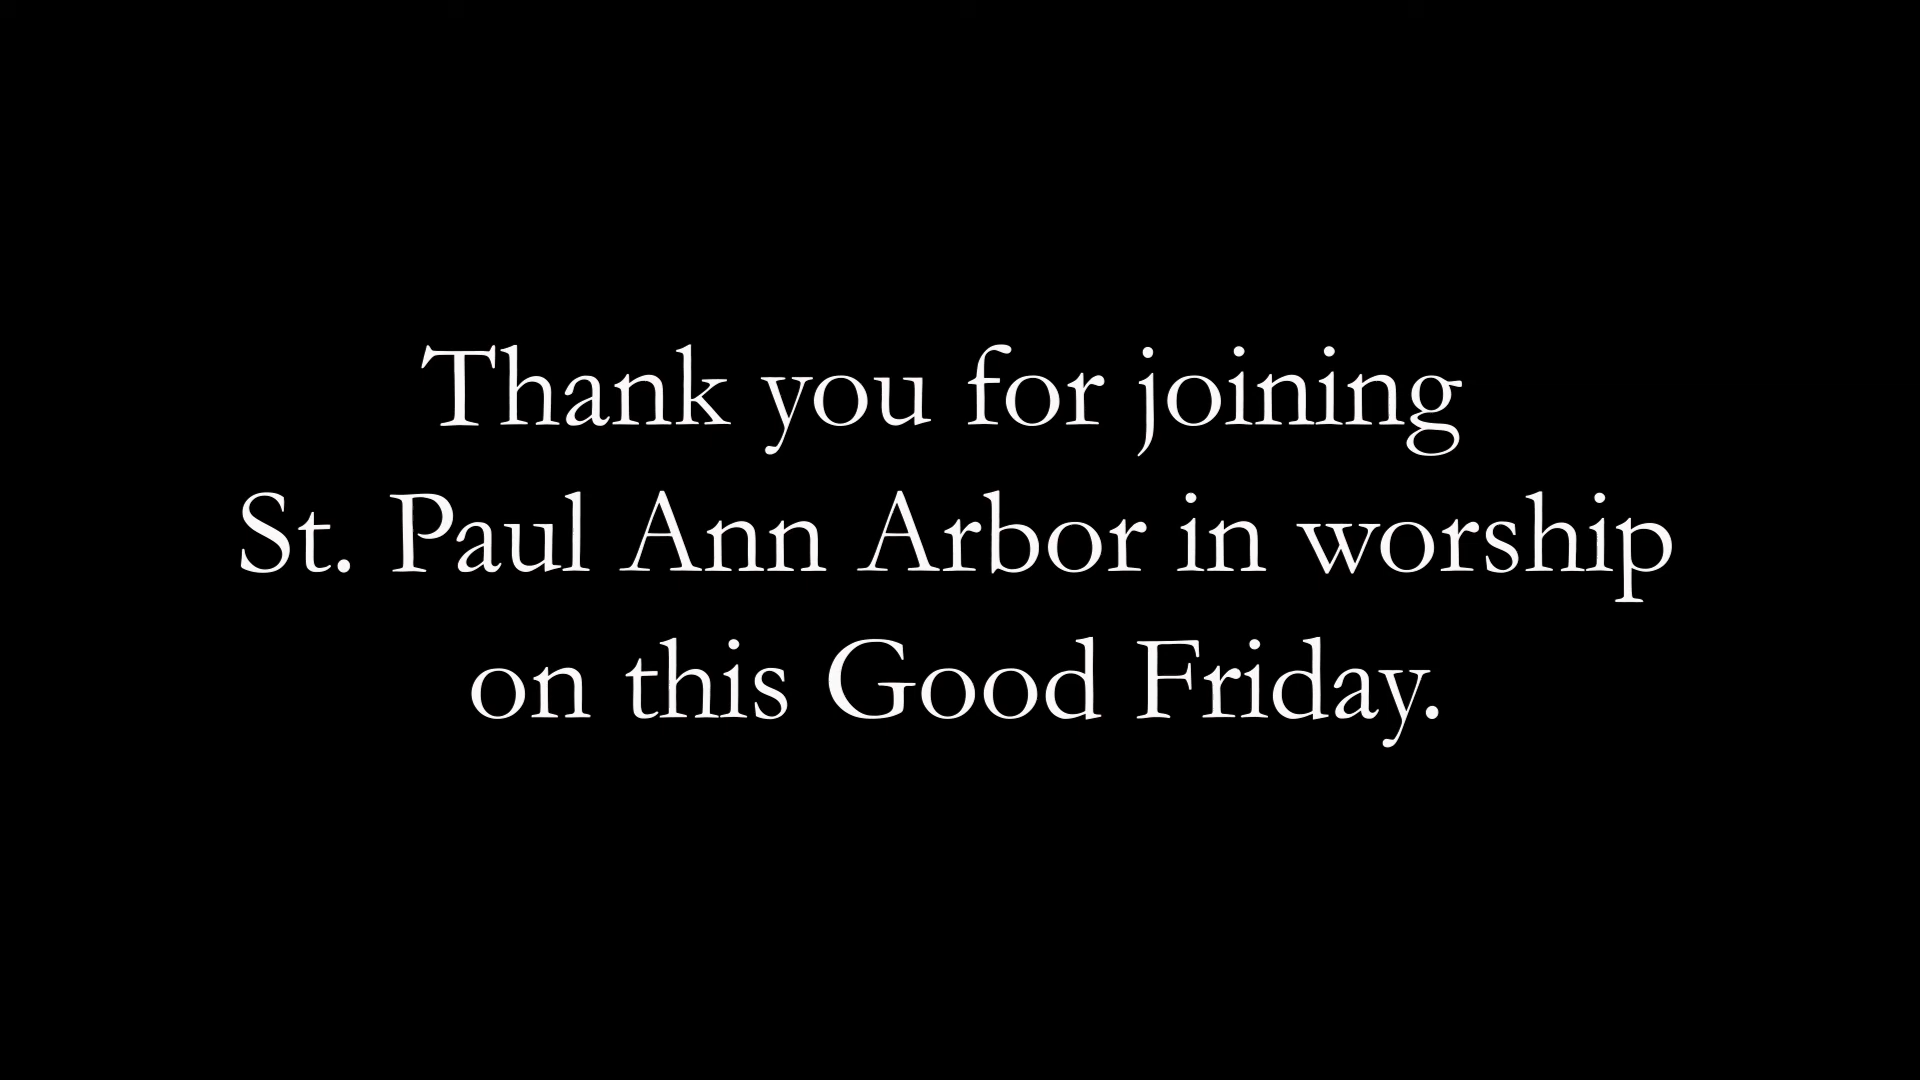 Thank you for joining
St. Paul Ann Arbor in worship
on this Good Friday.